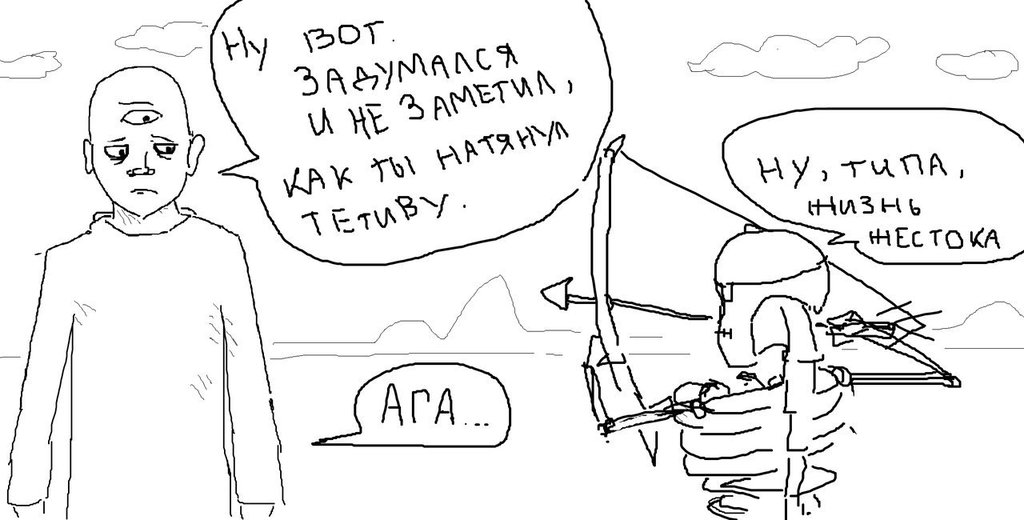 Ну вот.
задумался
и не заметил,
как ты натянул
тетиву.
Ну, типа,
жизнь
жестока
Ага...